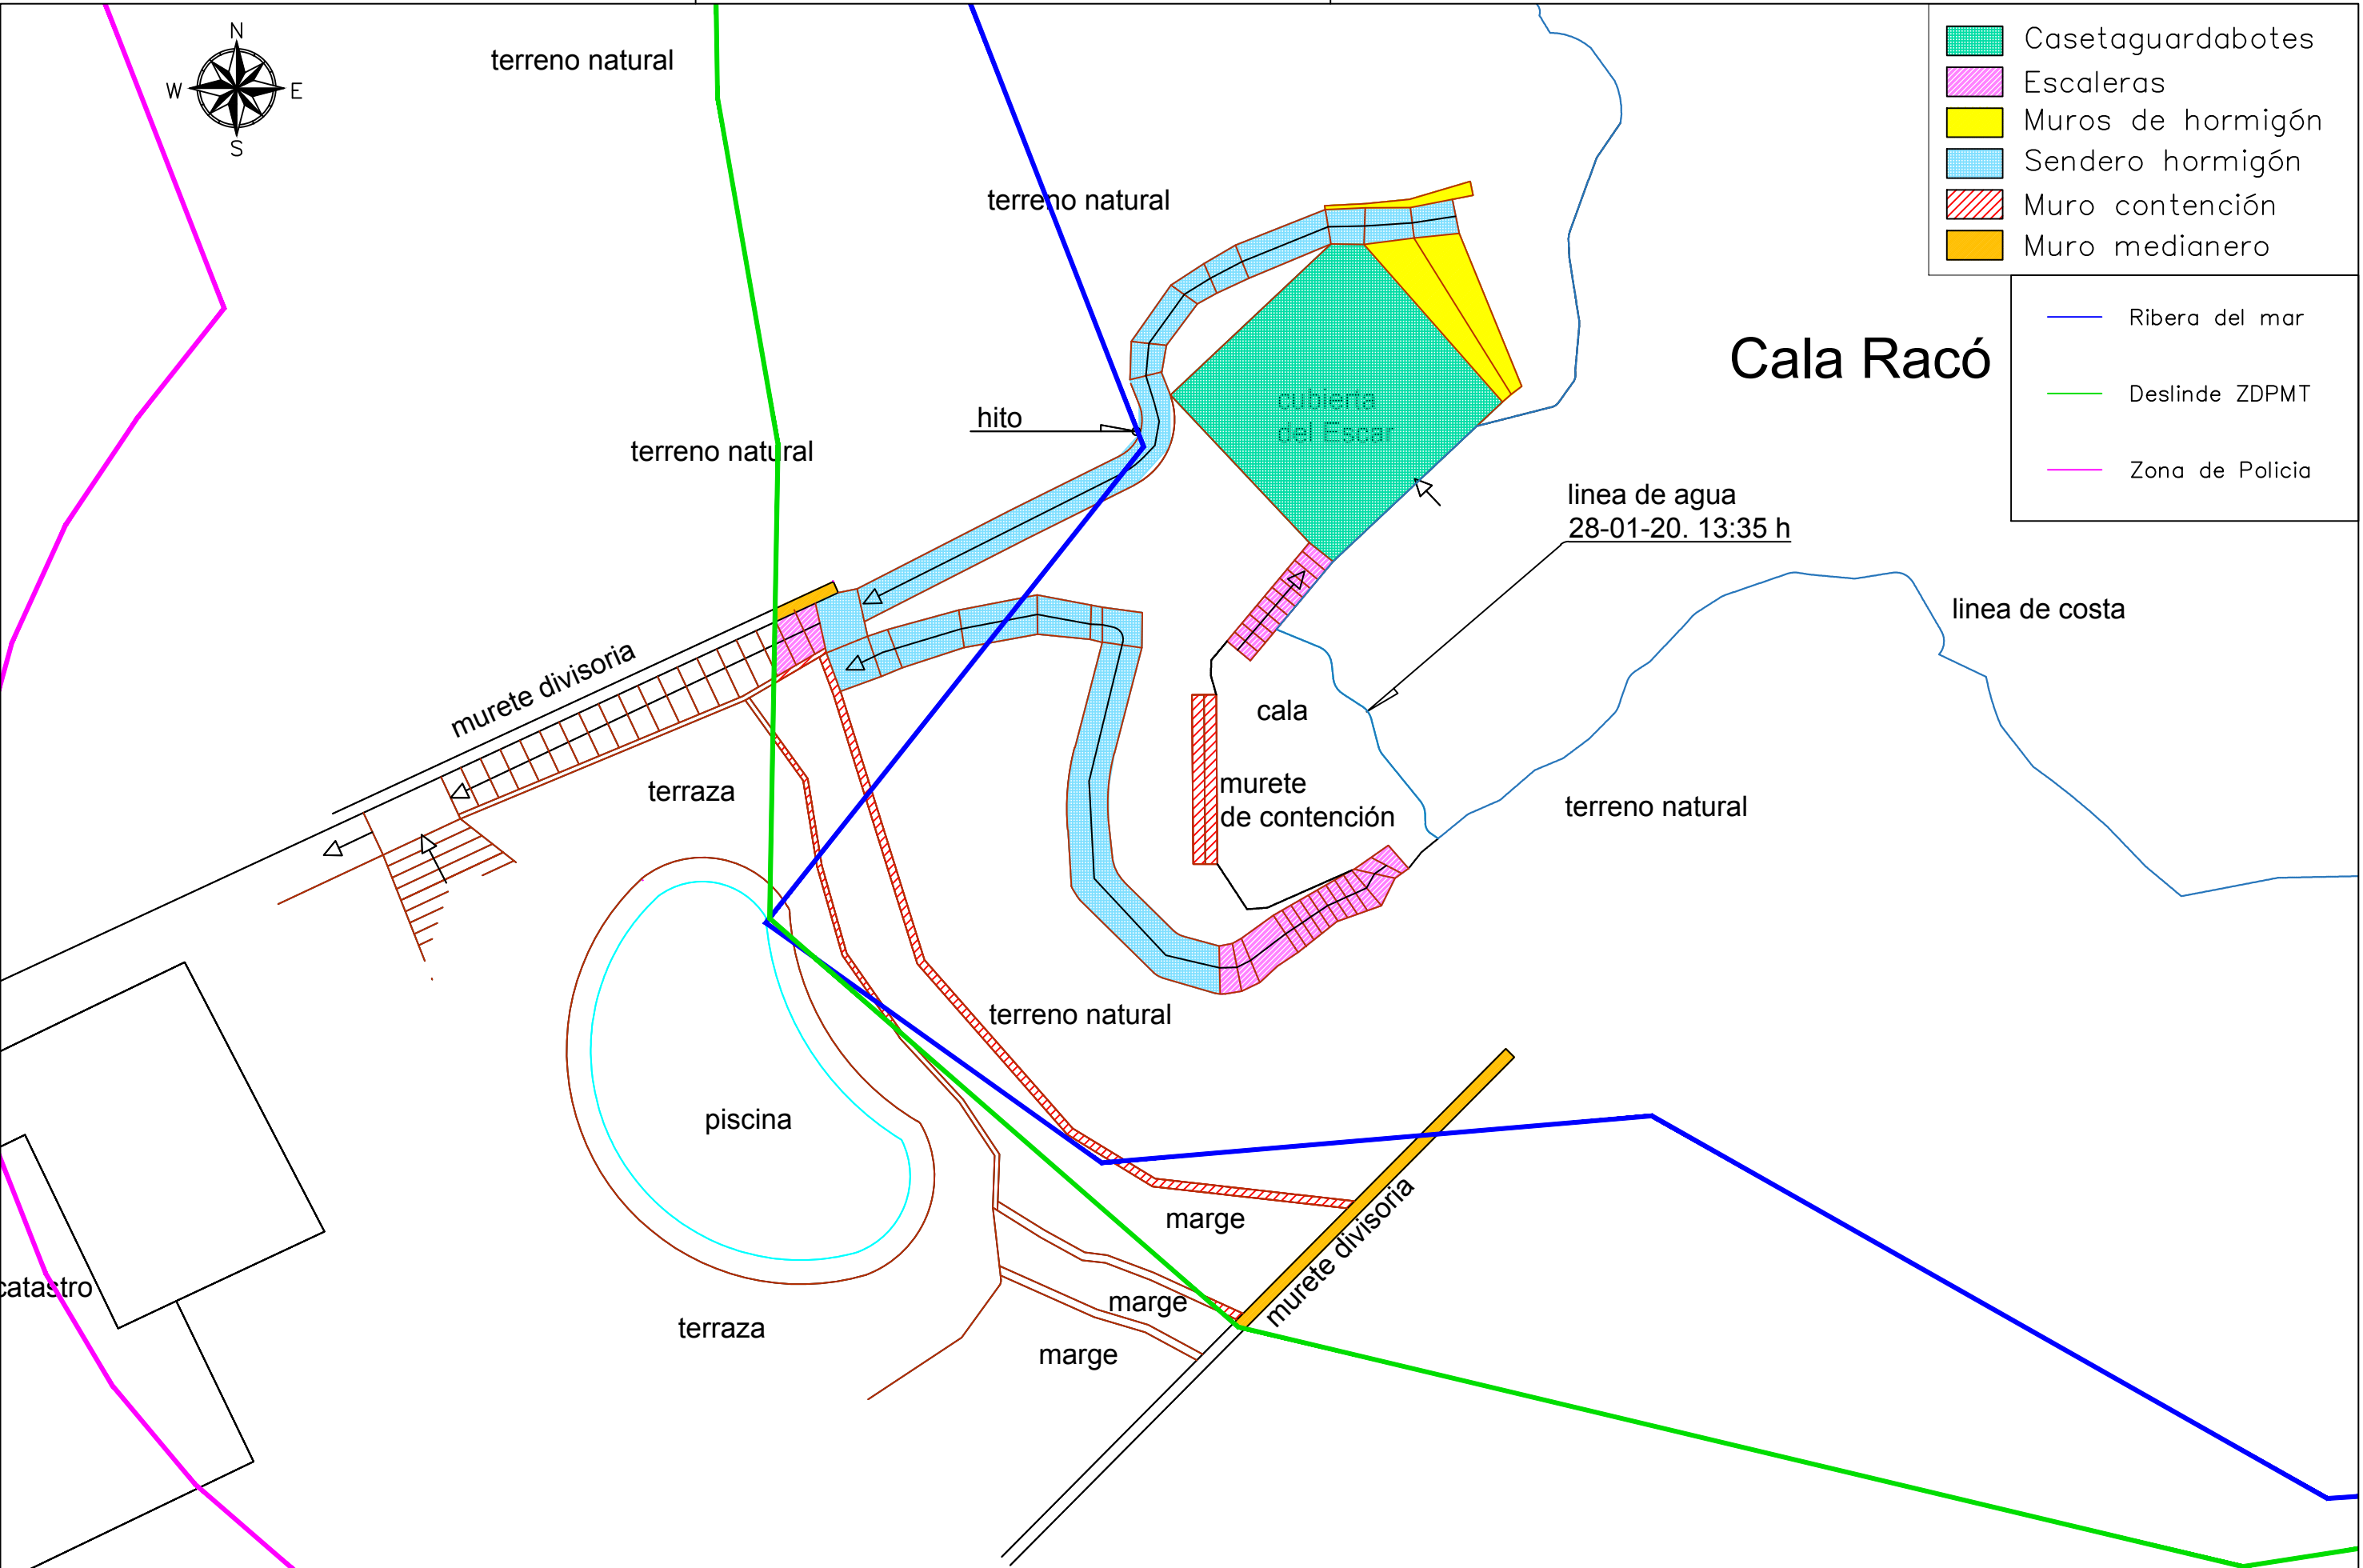 N
W
E
S
terreno natural
Casetaguardabotes
Escaleras
Muros de hormigón
Sendero hormigón
Muro contención
Muro medianero
Ribera del mar
Deslinde ZDPMT
Zona de Policia
terreno natural
Cala Racó
cubierta
del Escar
hito
terreno natural
linea de agua
28-01-20. 13:35 h
linea de costa
murete divisoria
cala
terraza
murete
de contención
terreno natural
terreno natural
piscina
marge
murete divisoria
catastro
marge
terraza
marge